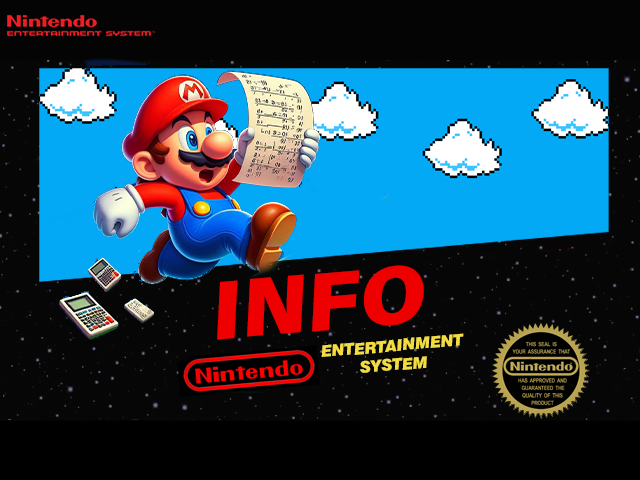 Nintendo
ENTERTAINMENT SYSTEM™
M
INFO
Nintendo
ENTERTAINMENT
SYSTEM
THIS SEAL IS
YOUR ASSURANCE THAT
Nintendo
HAS APPROVED AND
GUARANTEED THE
QUALITY OF THIS
PRODUCT